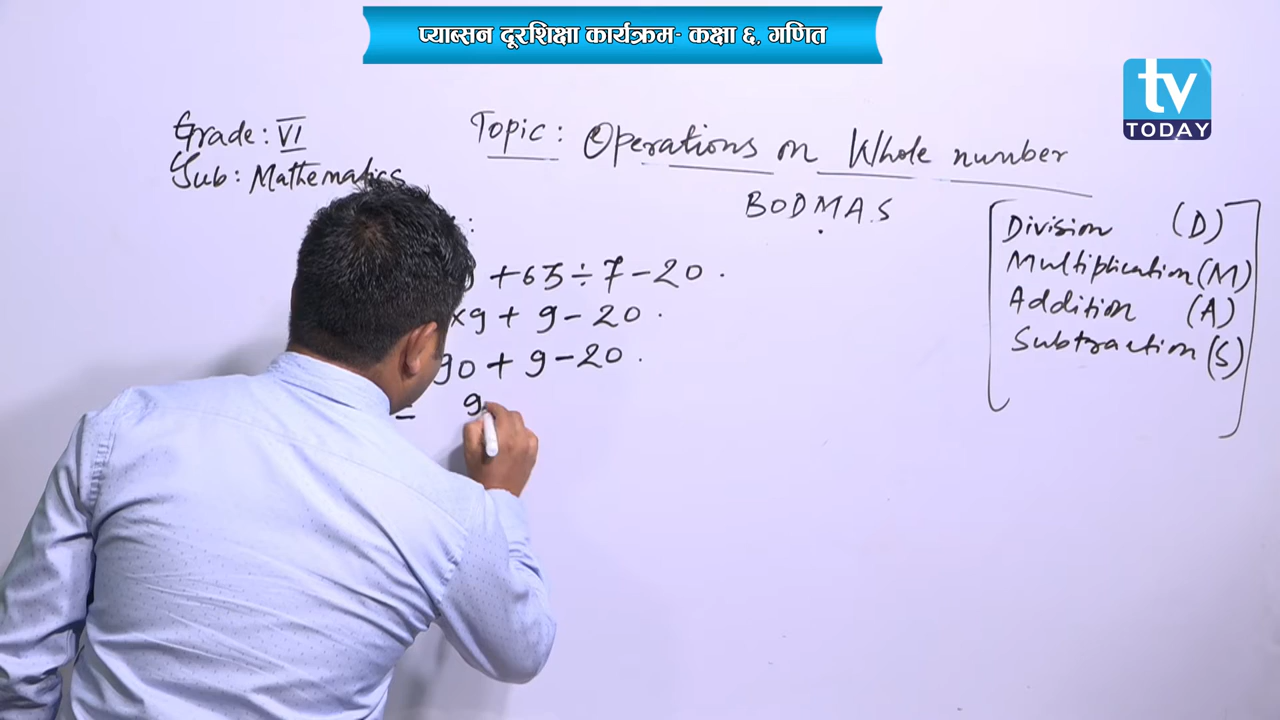 प्याब्सन दूरशिक्षा कार्यक्रम- कक्षा ६, गणित
tv
TODAY
Grade: VI
Sub: Mathematics
Topic: Operations on Whole number
BODMAS
:
+ 63 ÷ 7 - 20 .
x 9 + 9 - 20 .
90 + 9 - 20 .
= 9
Division (D)
Multiplication (M)
Addition (A)
Subtraction (S)